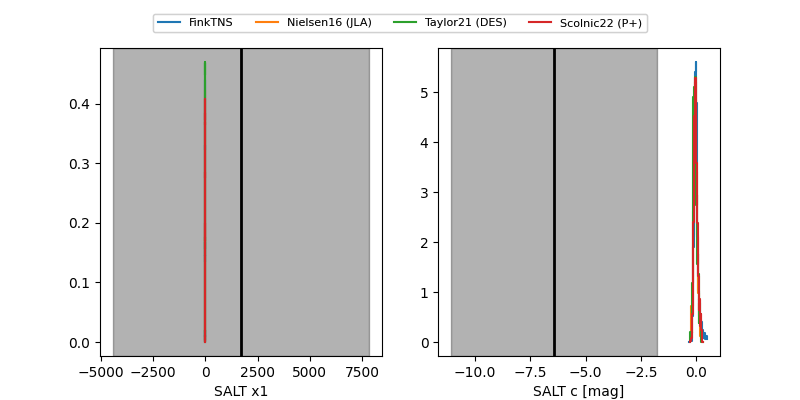 FinkTNS Nielsen16 (JLA) Taylor21 (DES) Scolnic22 (P+)
0.4
0.3
0.2
0.1
0.0
−5000 −2500 0 2500 5000 7500
SALT x1
5
4
3
2
1
0
−10.0 −7.5 −5.0 −2.5 0.0
SALT c [mag]